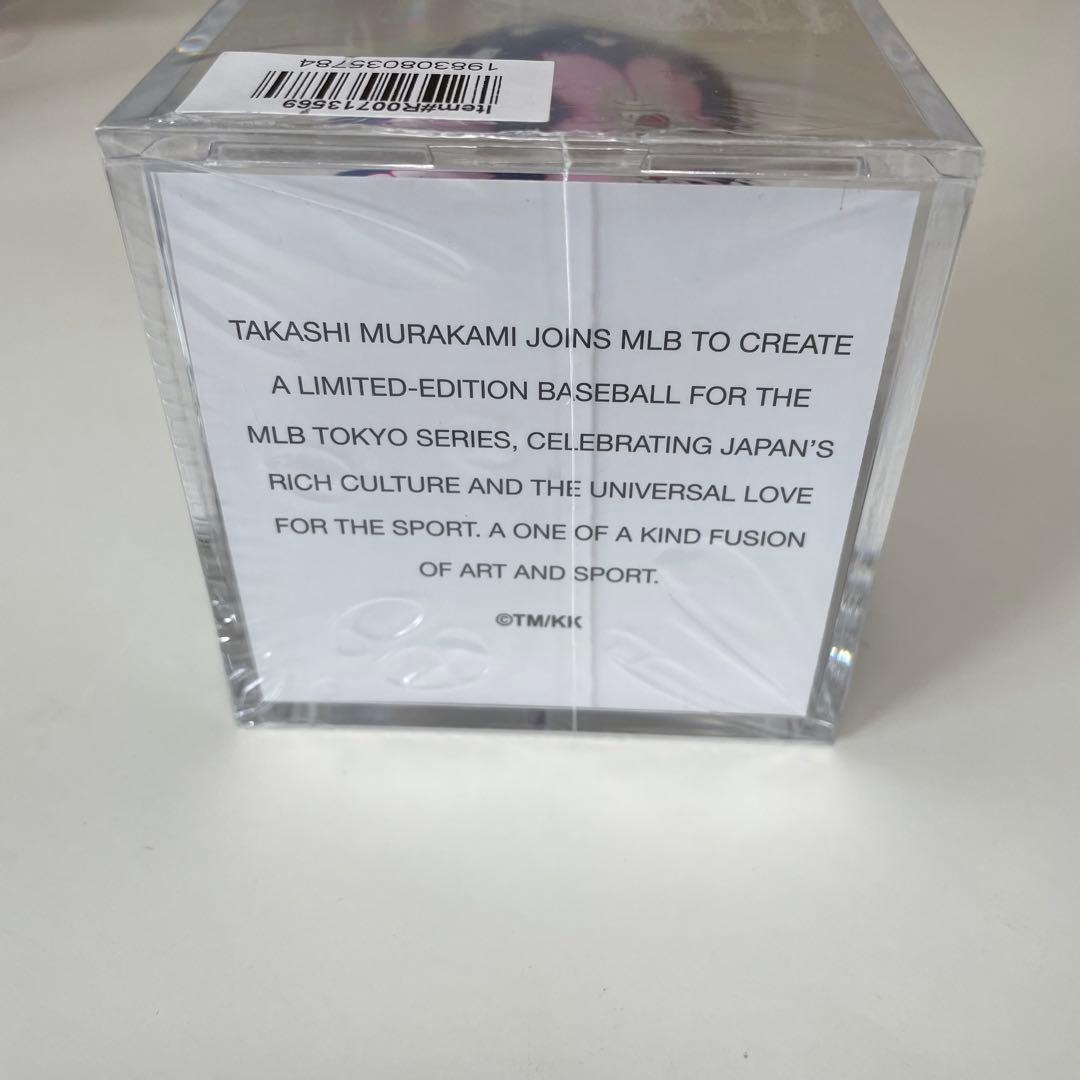 198308035784
Item#R00713569
TAKASHI MURAKAMI JOINS MLB TO CREATE
A LIMITED-EDITION BASEBALL FOR THE
MLB TOKYO SERIES, CELEBRATING JAPAN'S
RICH CULTURE AND THE UNIVERSAL LOVE
FOR THE SPORT. A ONE OF A KIND FUSION
OF ART AND SPORT.
©TM/KK